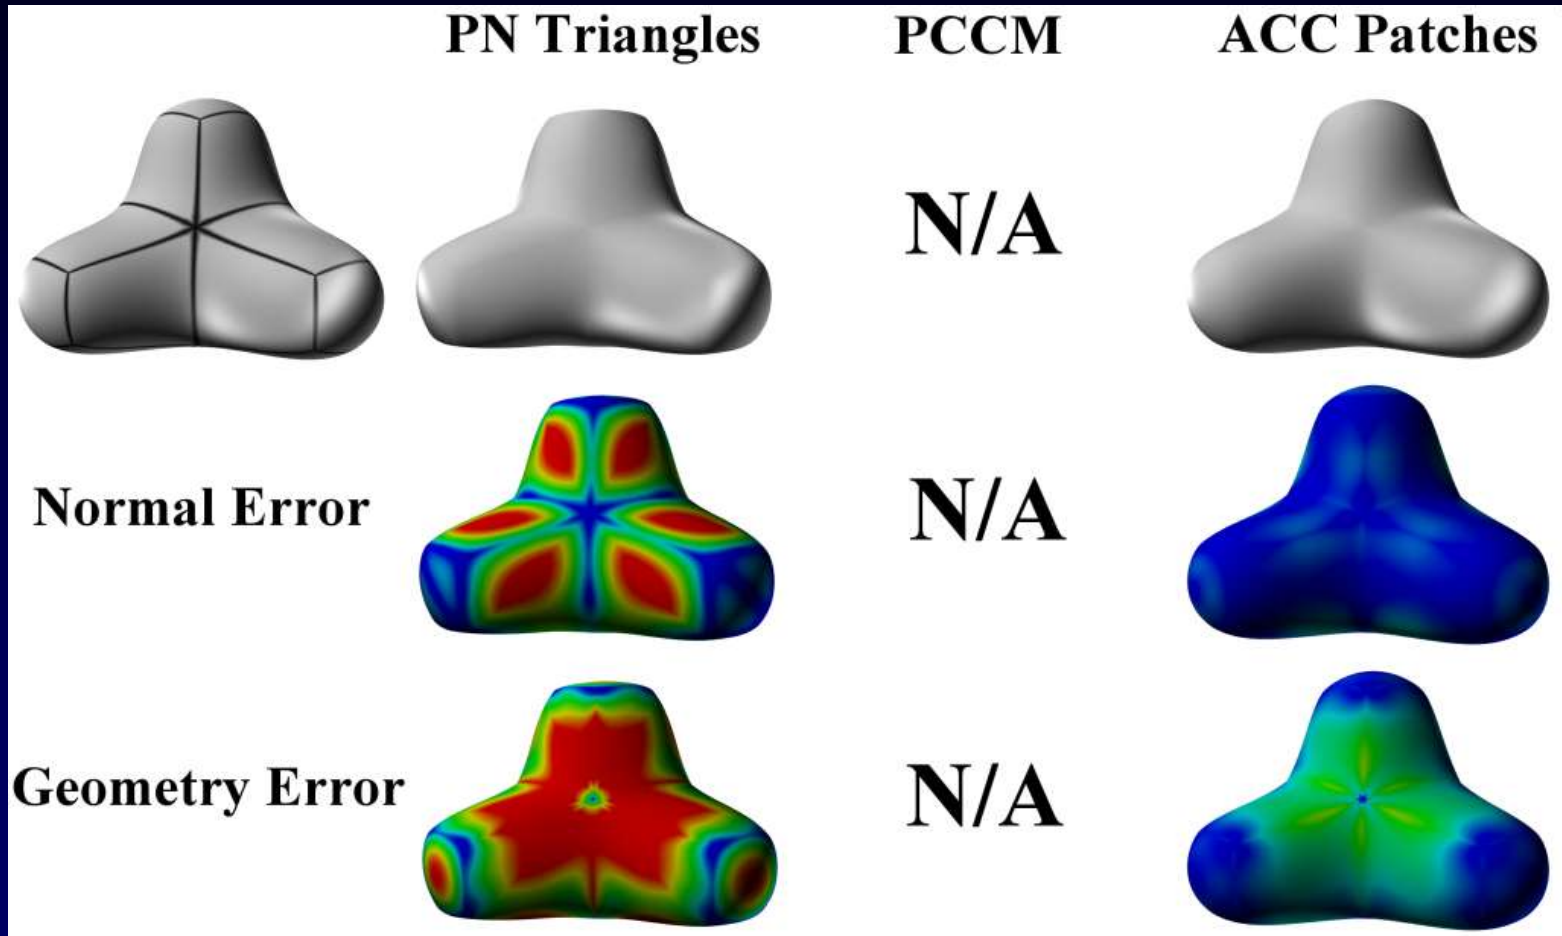 PN Triangles PCCM ACC Patches
N/A
Normal Error N/A
Geometry Error N/A